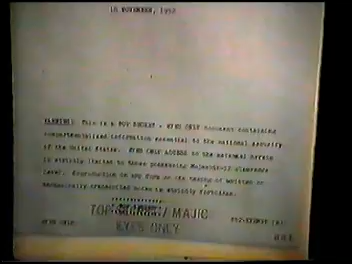 18 NOVEMBER, 1952
WARNING: This is a TOP SECRET - EYES ONLY document containing
compartmentalized information essential to the national security
of the United States. EYES ONLY ACCESS to the material herein
is strictly limited to those possessing Majestic-12 clearance
level. Reproduction in any form or the taking of written or
mechanically transcribed notes is strictly forbidden.
TOP SECRET / MAJIC
EYES ONLY
EYES ONLY